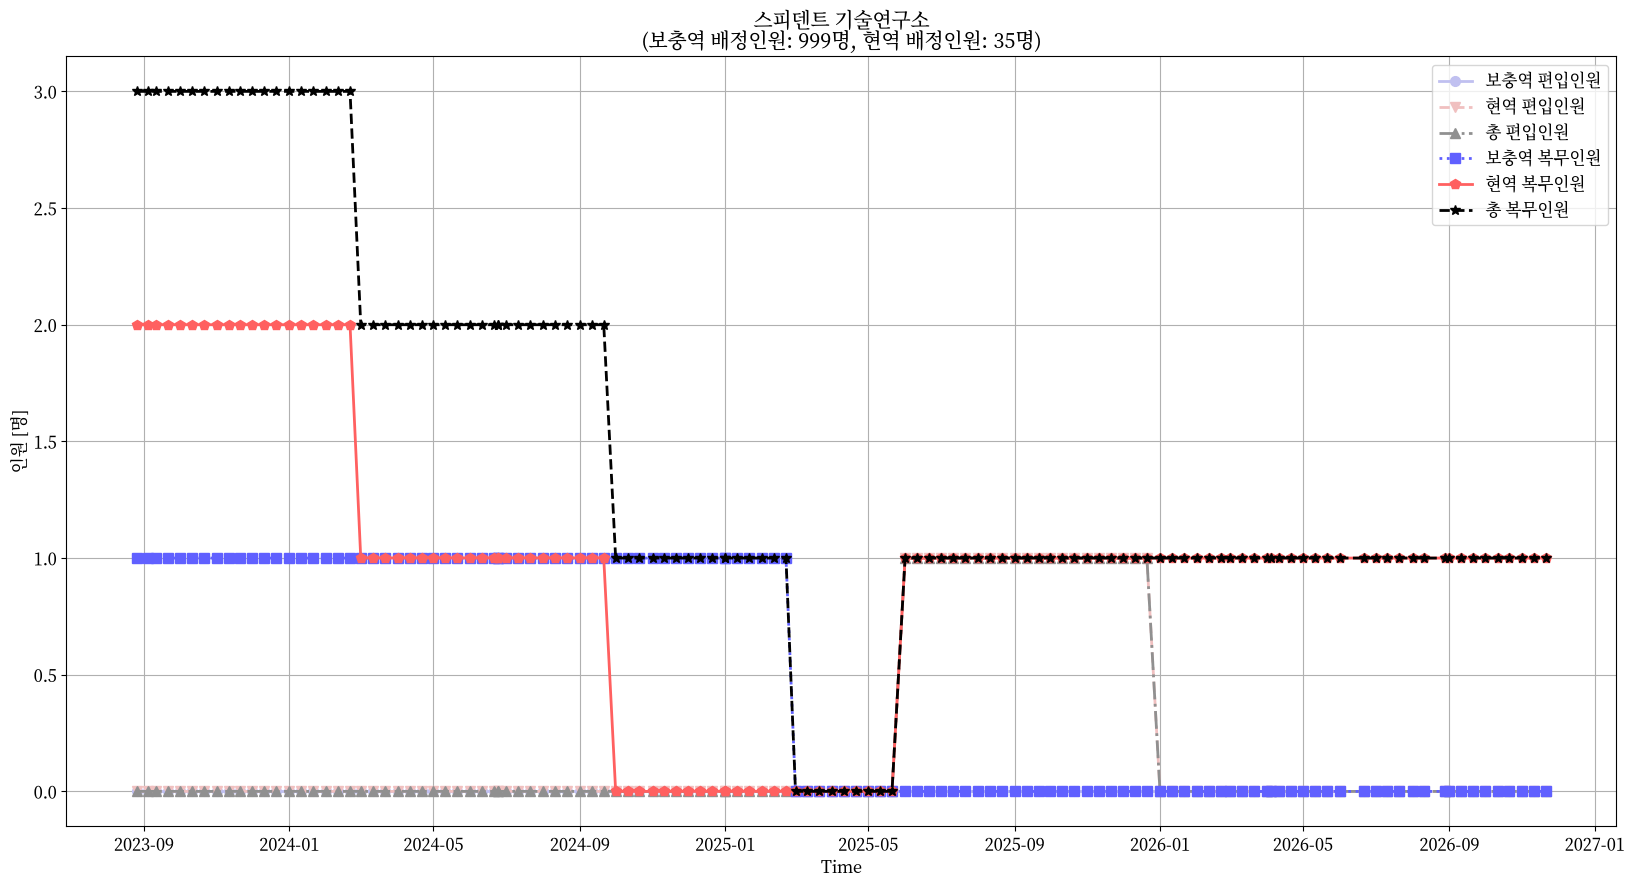 스피덴트 기술연구소
(보충역 배정인원: 999명, 현역 배정인원: 35명)
보충역 편입인원
현역 편입인원
총 편입인원
보충역 복무인원
현역 복무인원
총 복무인원
인원 [명]
3.0
2.5
2.0
1.5
1.0
0.5
0.0
2023-09
2024-01
2024-05
2024-09
2025-01
2025-05
2025-09
2026-01
2026-05
2026-09
2027-01
Time